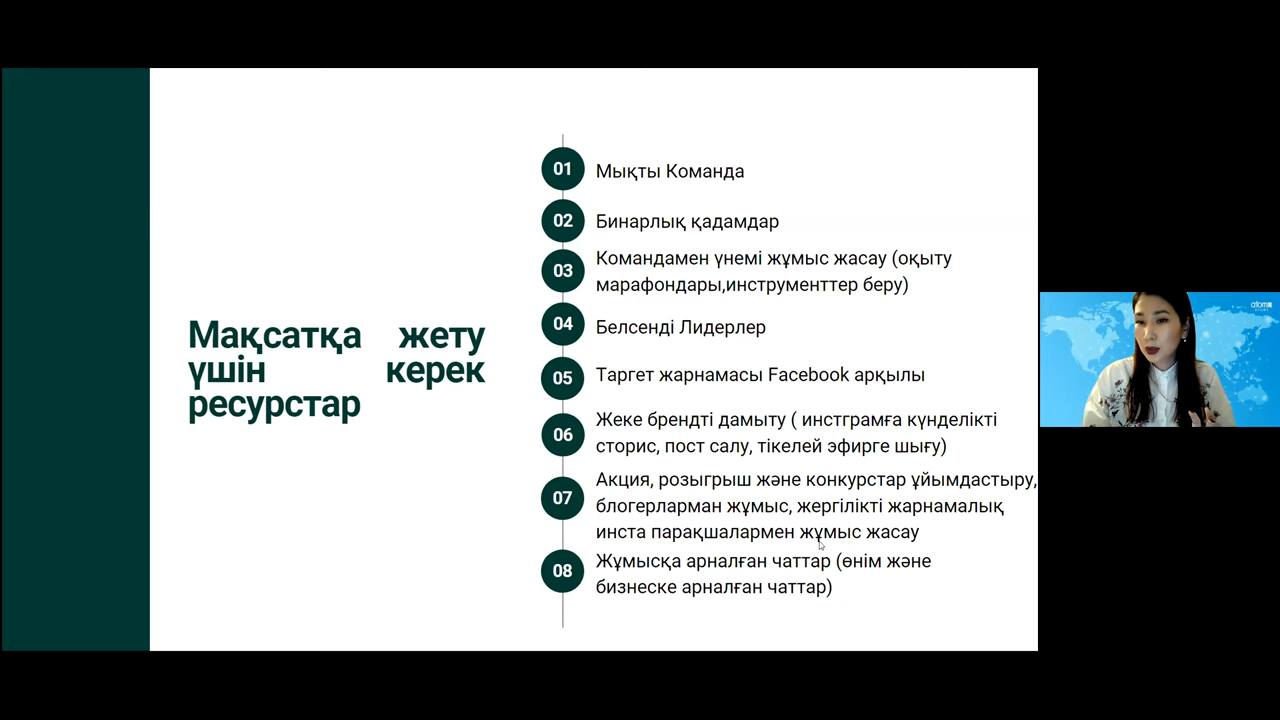 Мақсатқа жету
үшін керек
ресурстар
01
Мықты Команда
02
Бинарлық қадамдар
03
Командамен үнемі жұмыс жасау (оқыту
марафондары,инструменттер беру)
04
Белсенді Лидерлер
05
Таргет жарнамасы Facebook арқылы
06
Жеке брендті дамыту ( инстграмға күнделікті
сторис, пост салу, тікелей эфирге шығу)
07
Акция, розыгрыш және конкурстар ұйымдастыру,
блогерларман жұмыс, жергілікті жарнамалық
инста парақшалармен жұмыс жасау
08
Жұмысқа арналған чаттар (өнім және
бизнеске арналған чаттар)